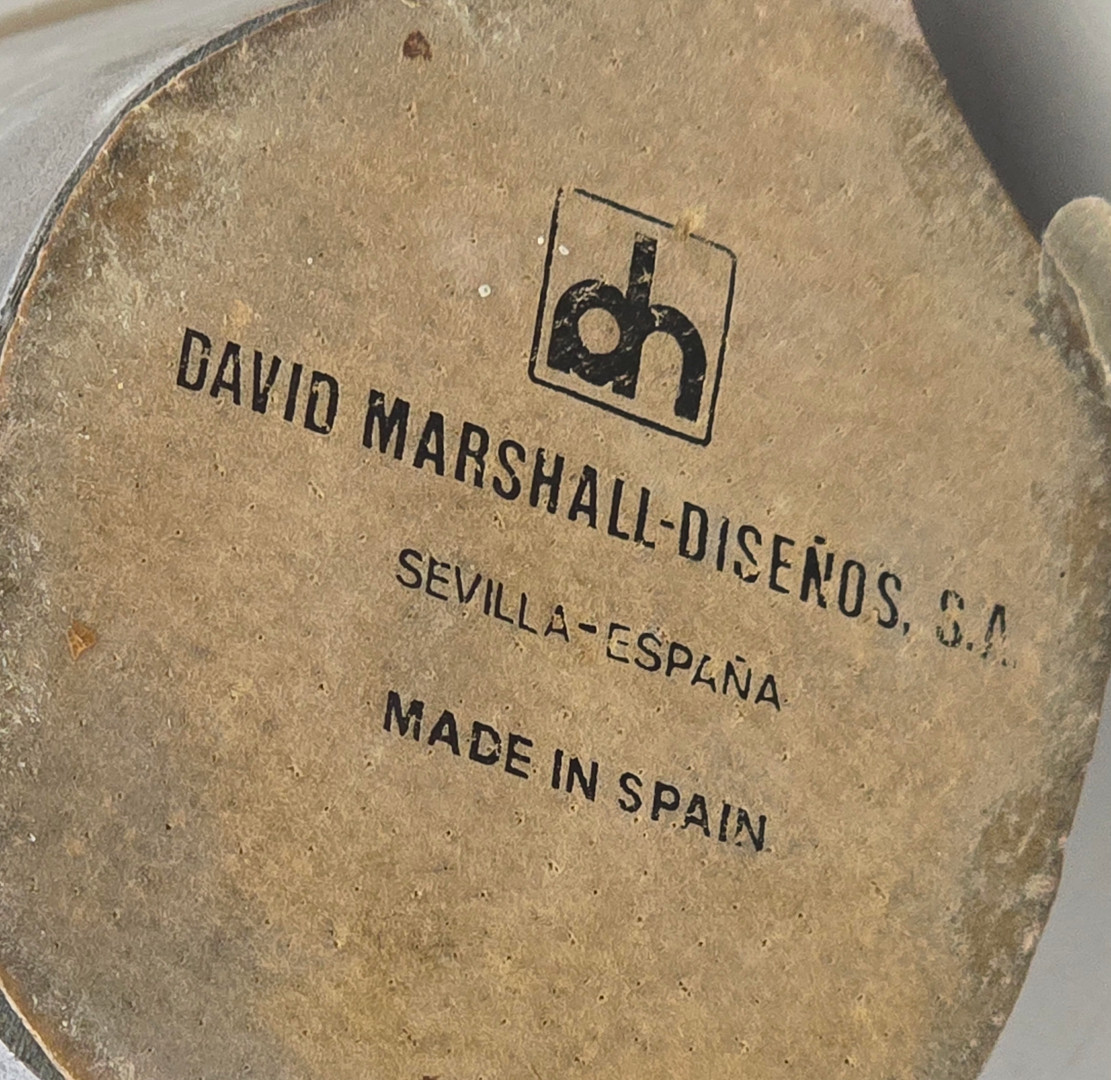 DAVID MARSHALL-DISEÑOS, S.A.
SEVILLA-ESPAÑA
MADE IN SPAIN